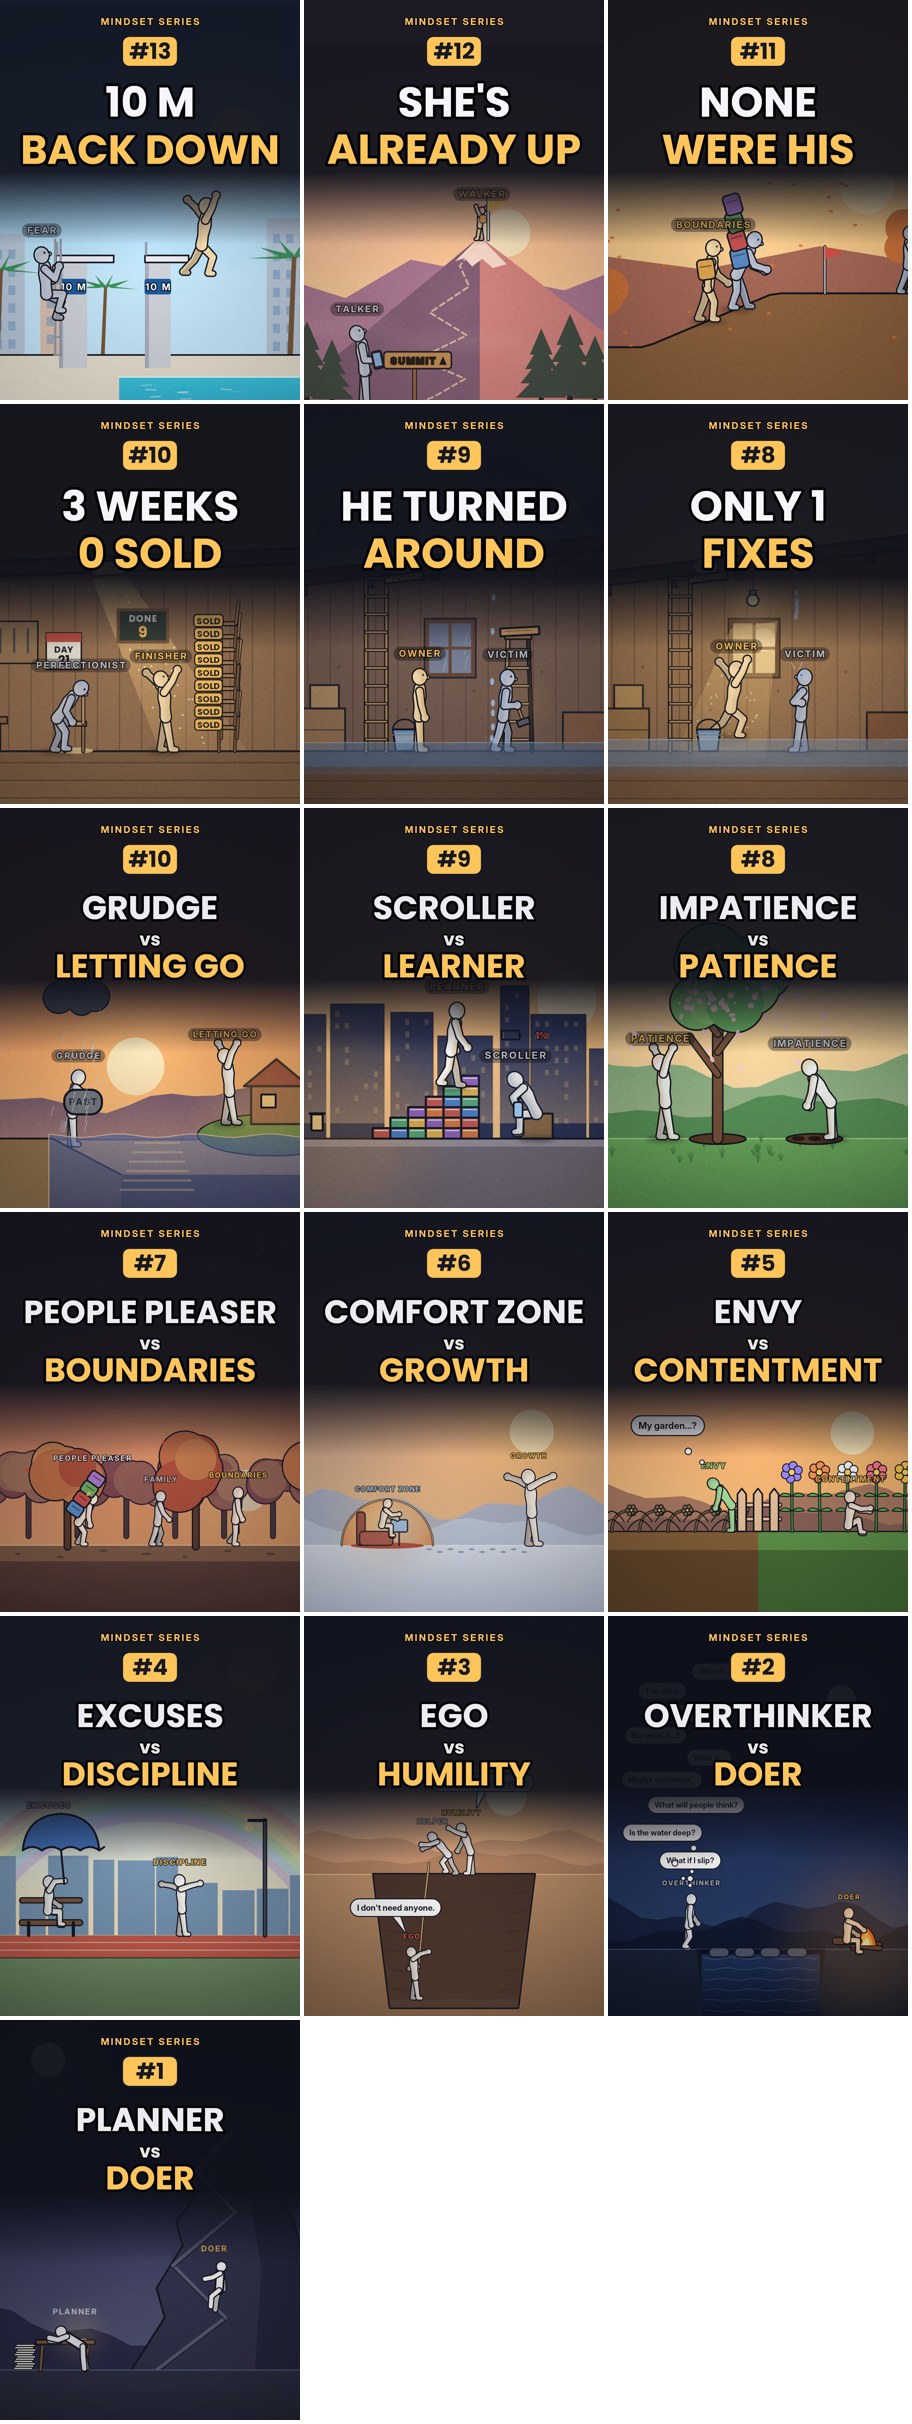 MINDSET SERIES
#13
10 M
BACK DOWN
FEAR
10 M
10 M
MINDSET SERIES
#12
SHE'S
ALREADY UP
WALKER
TALKER
SUMMIT ▲
MINDSET SERIES
#11
NONE
WERE HIS
BOUNDARIES
MINDSET SERIES
#10
3 WEEKS
0 SOLD
DONE
9
DAY
PERFECTIONIST
FINISHER
SOLD
SOLD
SOLD
SOLD
SOLD
SOLD
SOLD
SOLD
SOLD
MINDSET SERIES
#9
HE TURNED
AROUND
OWNER
VICTIM
MINDSET SERIES
#8
ONLY 1
FIXES
OWNER
VICTIM
MINDSET SERIES
#10
GRUDGE
VS
LETTING GO
LETTING GO
GRUDGE
PAST
MINDSET SERIES
#9
SCROLLER
VS
LEARNER
LEARNER
1%
SCROLLER
MINDSET SERIES
#8
IMPATIENCE
VS
PATIENCE
PATIENCE
IMPATIENCE
MINDSET SERIES
#7
PEOPLE PLEASER
VS
BOUNDARIES
PEOPLE PLEASER
FAMILY
BOUNDARIES
MINDSET SERIES
#6
COMFORT ZONE
VS
GROWTH
GROWTH
COMFORT ZONE
MINDSET SERIES
#5
ENVY
VS
CONTENTMENT
My garden...?
ENVY
CONTENTMENT
MINDSET SERIES
#4
EXCUSES
VS
DISCIPLINE
EXCUSES
DISCIPLINE
MINDSET SERIES
#3
EGO
VS
HUMILITY
HUMILITY
HELPER
I don't need anyone.
EGO
MINDSET SERIES
#2
OVERTHINKER
VS
DOER
Maybe tomorrow...
What will people think?
Is the water deep?
What if I slip?
OVERTHINKER
DOER
MINDSET SERIES
#1
PLANNER
VS
DOER
DOER
PLANNER